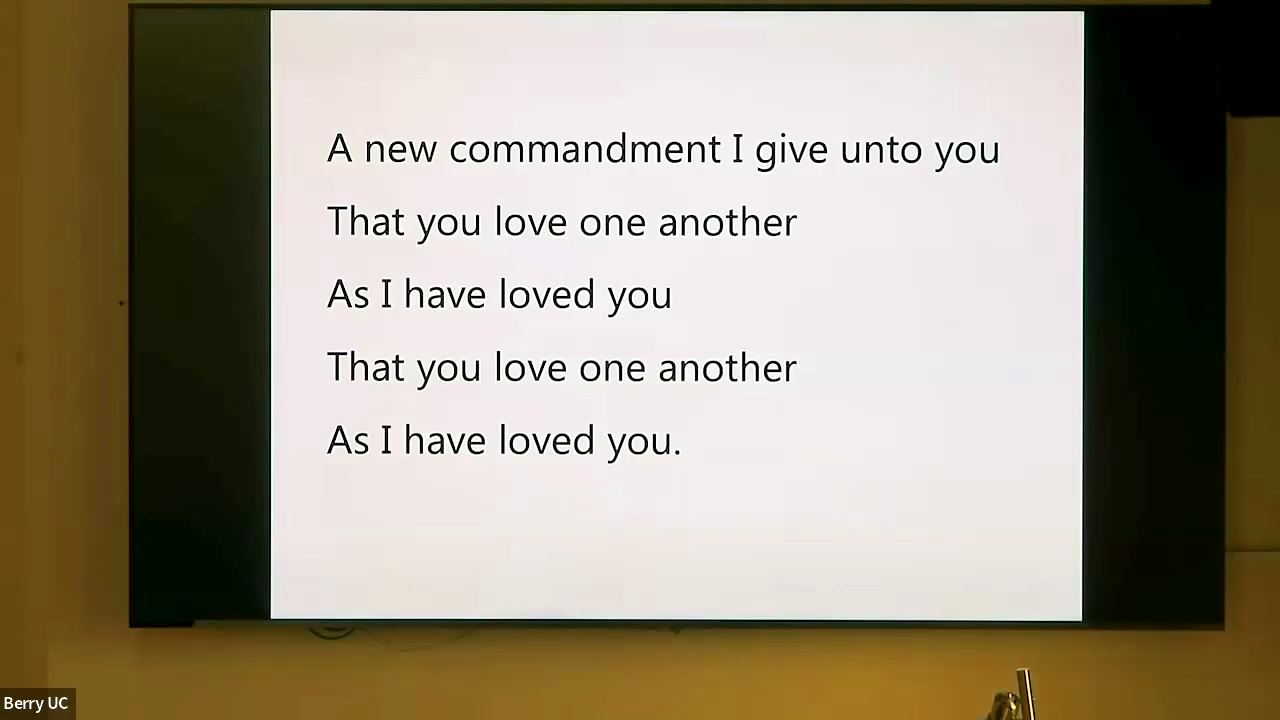 A new commandment I give unto you
That you love one another
As I have loved you
That you love one another
As I have loved you.
Berry UC